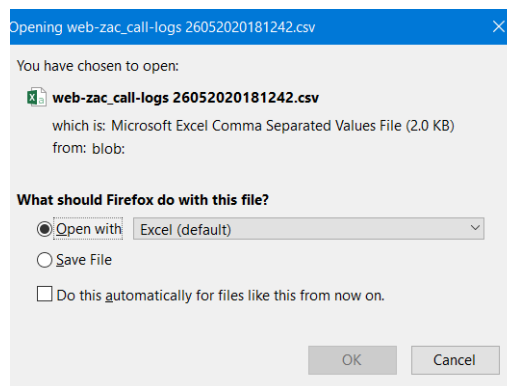 Opening web-zac_call-logs 26052020181242.csv
You have chosen to open:
web-zac_call-logs 26052020181242.csv
which is: Microsoft Excel Comma Separated Values File (2.0 KB)
from: blob:
What should Firefox do with this file?
Open with Excel (default)
Save File
Do this automatically for files like this from now on.
OK Cancel